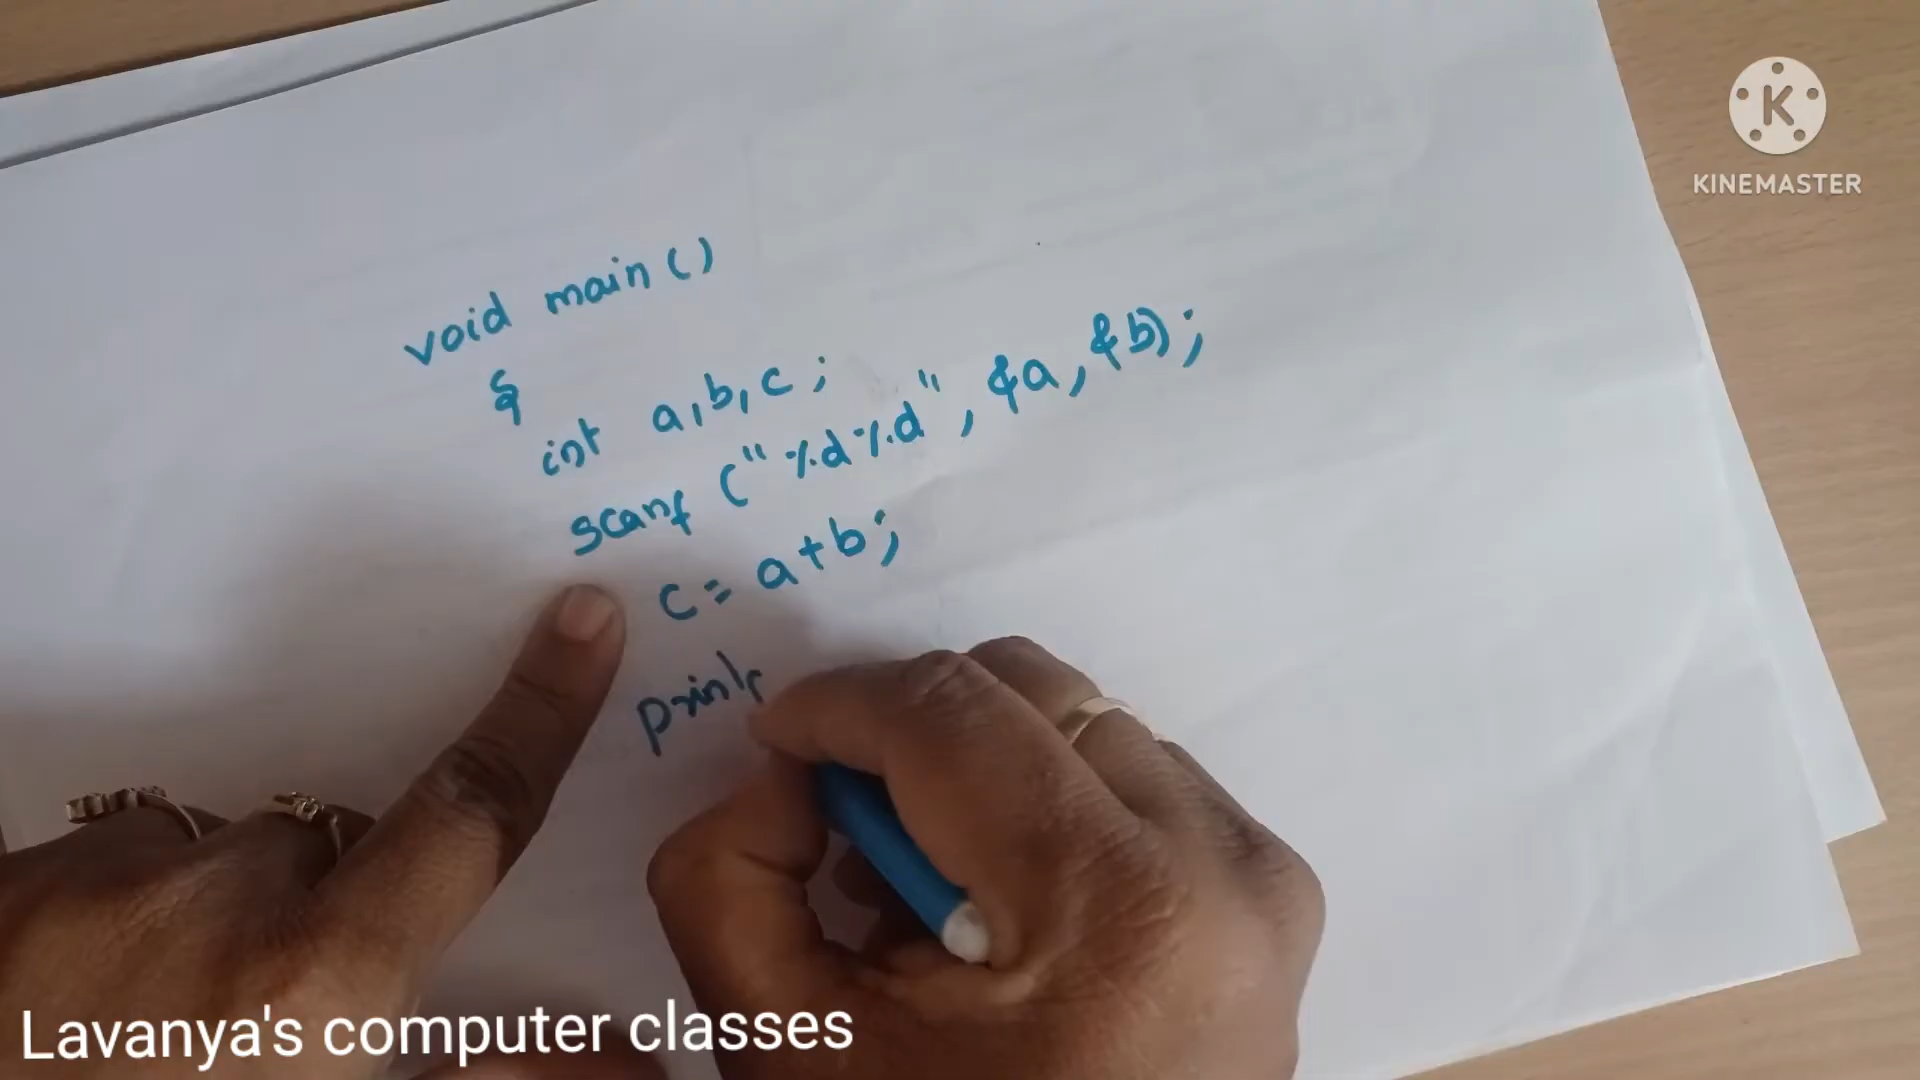 KINEMASTER
void main()
{
int a,b,c;
scanf ("%d%d", &a, &b);
c = a+b;
printf
Lavanya's computer classes